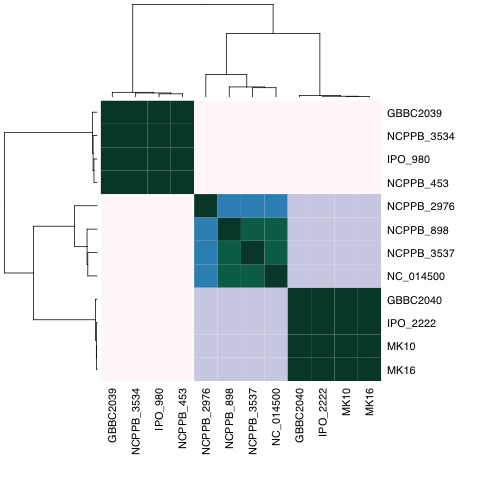 GBBC2039
NCPPB_3534
IPO_980
NCPPB_453
NCPPB_2976
NCPPB_898
NCPPB_3537
NC_014500
GBBC2040
IPO_2222
MK10
MK16
GBBC2039
NCPPB_3534
IPO_980
NCPPB_453
NCPPB_2976
NCPPB_898
NCPPB_3537
NC_014500
GBBC2040
IPO_2222
MK10
MK16